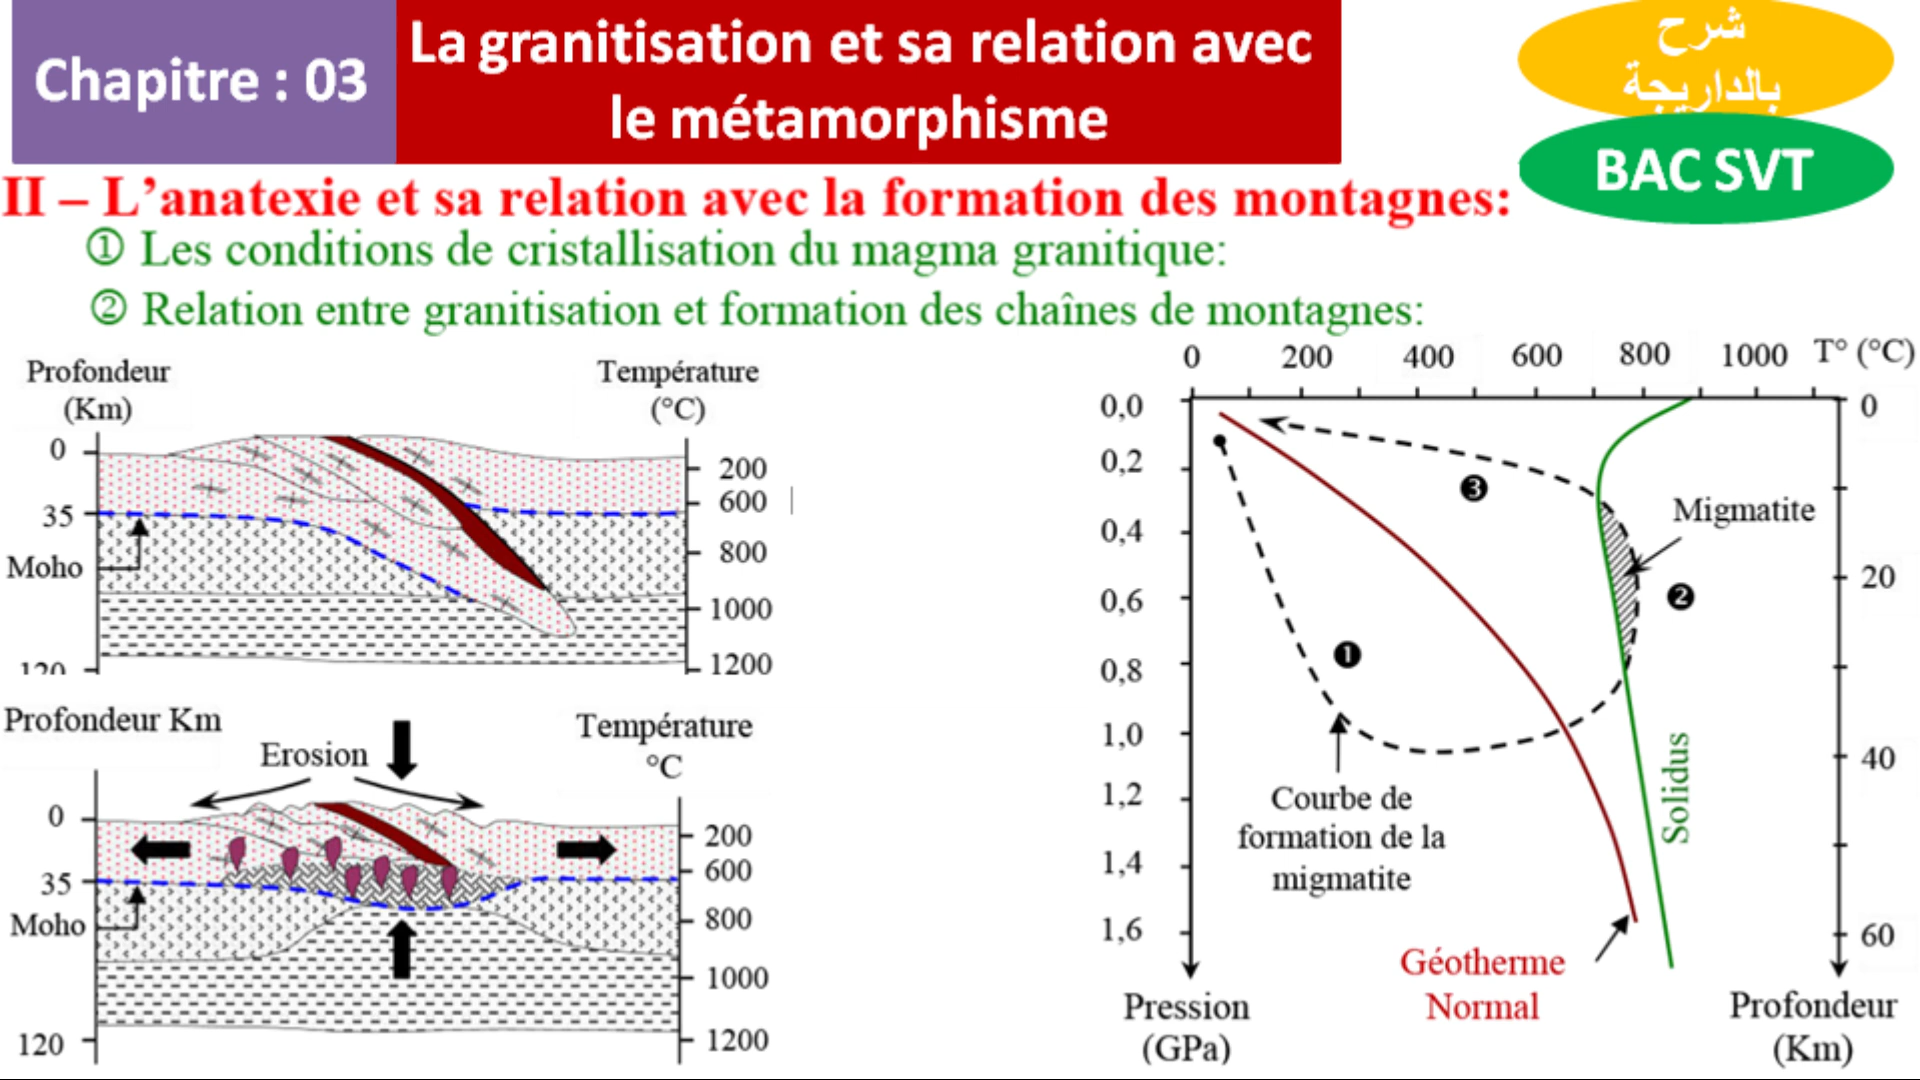 Chapitre : 03
La granitisation et sa relation avec
le métamorphisme
شرح
بالداريجة
BAC SVT
II – L’anatexie et sa relation avec la formation des montagnes:
① Les conditions de cristallisation du magma granitique:
② Relation entre granitisation et formation des chaînes de montagnes:
Profondeur
(Km)
Température
(°C)
0
35
Moho
120
200
600
800
1000
1200
Profondeur Km
Erosion
Température
°C
0
35
Moho
120
200
600
800
1000
1200
0 200 400 600 800 1000 T° (°C)
0,0
0,2
0,4
0,6
0,8
1,0
1,2
1,4
1,6
Pression
(GPa)
0
20
40
60
Profondeur
(Km)
❸
Migmatite
❷
❶
Courbe de
formation de la
migmatite
Solidus
Géotherme
Normal